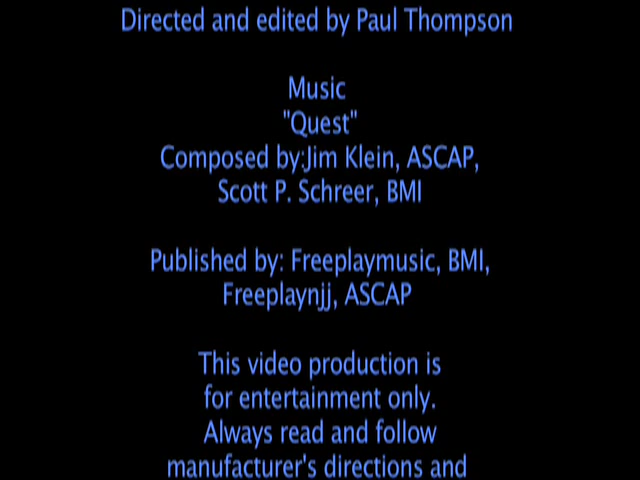 Directed and edited by Paul Thompson
Music
"Quest"
Composed by:Jim Klein, ASCAP,
Scott P. Schreer, BMI
Published by: Freeplaymusic, BMI,
Freeplaynjj, ASCAP
This video production is
for entertainment only.
Always read and follow
manufacturer's directions and